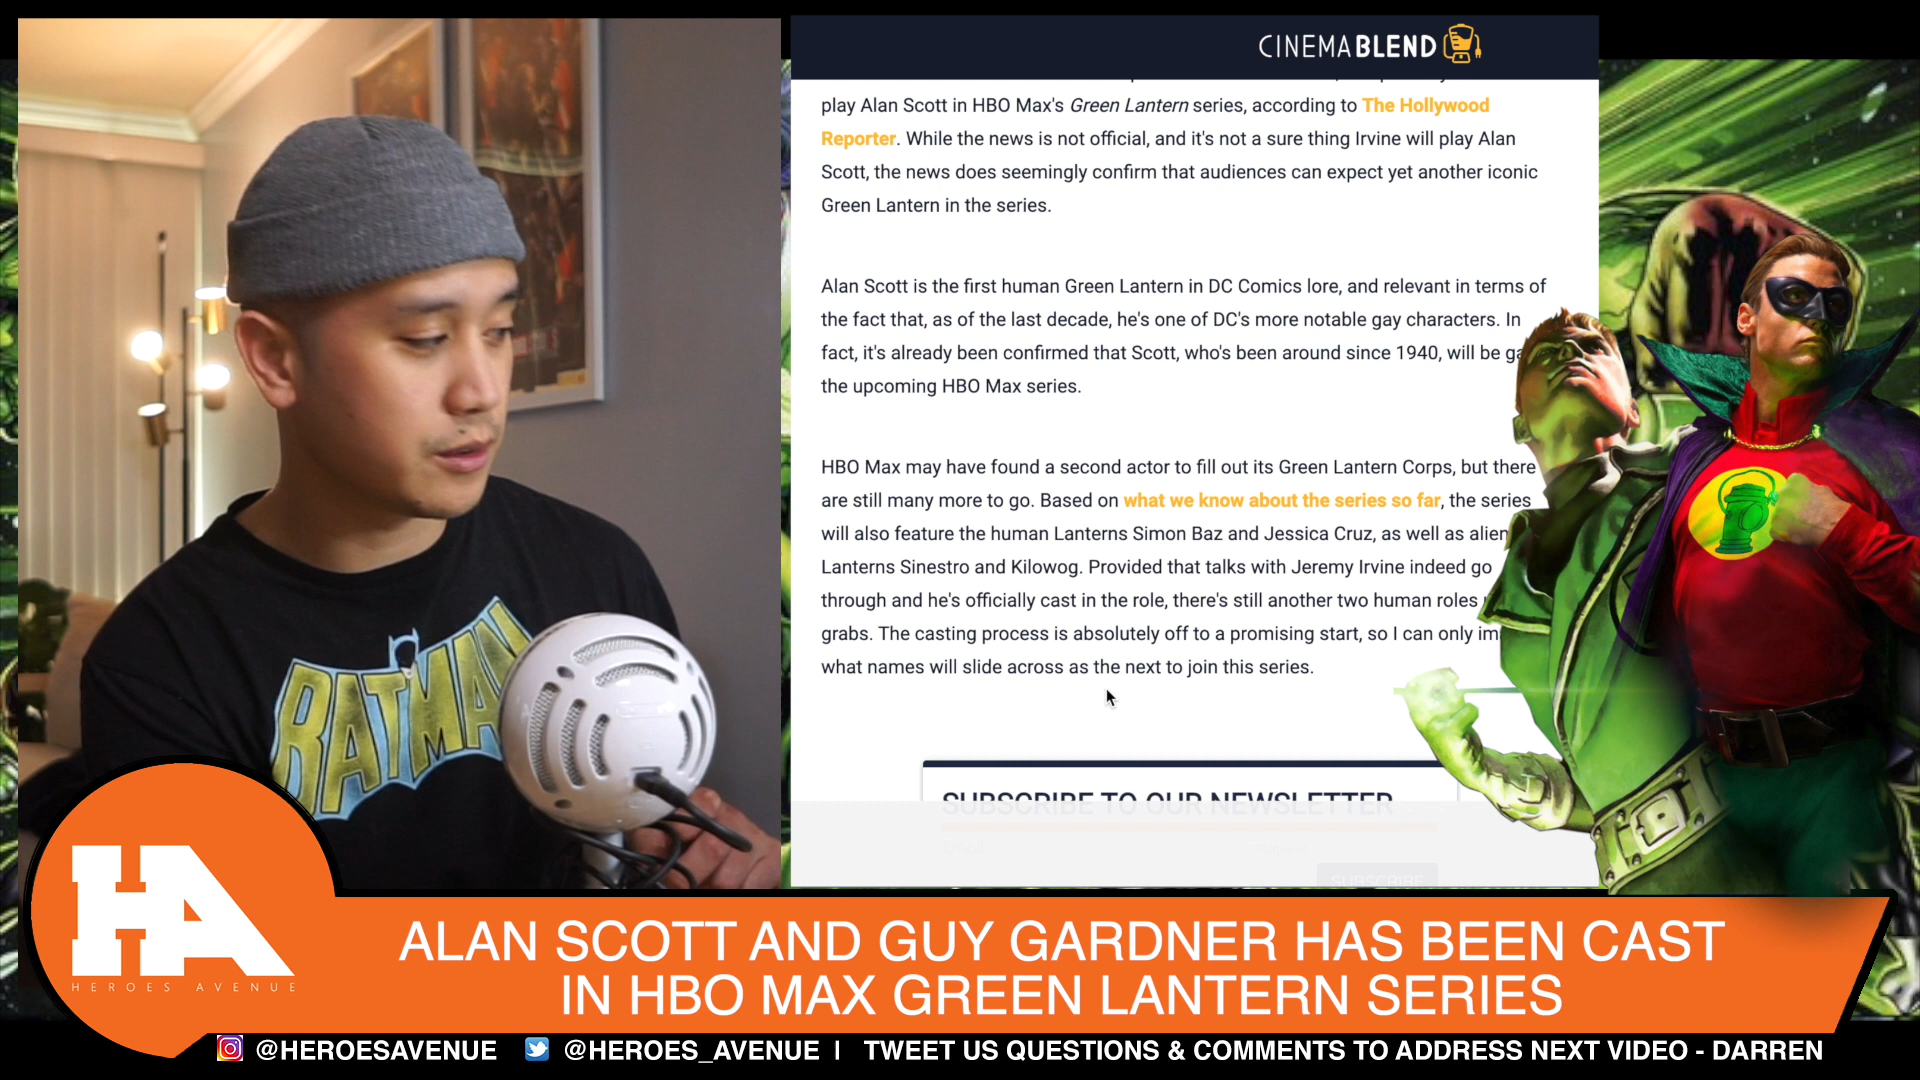 CINEMABLEND
play Alan Scott in HBO Max's Green Lantern series, according to The Hollywood
Reporter. While the news is not official, and it's not a sure thing Irvine will play Alan
Scott, the news does seemingly confirm that audiences can expect yet another iconic
Green Lantern in the series.
Alan Scott is the first human Green Lantern in DC Comics lore, and relevant in terms of
the fact that, as of the last decade, he's one of DC's more notable gay characters. In
fact, it's already been confirmed that Scott, who's been around since 1940, will be
the upcoming HBO Max series.
HBO Max may have found a second actor to fill out its Green Lantern Corps, but there
are still many more to go. Based on what we know about the series so far, the series
will also feature the human Lanterns Simon Baz and Jessica Cruz, as well as alien
Lanterns Sinestro and Kilowog. Provided that talks with Jeremy Irvine indeed go
through and he's officially cast in the role, there's still another two human roles
grabs. The casting process is absolutely off to a promising start, so I can only
what names will slide across as the next to join this series.
SUBSCRIBE TO OUR NEWSLETTER
SUBSCRIBE
BATMAN
HA
HEROES AVENUE
ALAN SCOTT AND GUY GARDNER HAS BEEN CAST
IN HBO MAX GREEN LANTERN SERIES
@HEROESAVENUE @HEROES_AVENUE | TWEET US QUESTIONS & COMMENTS TO ADDRESS NEXT VIDEO - DARREN